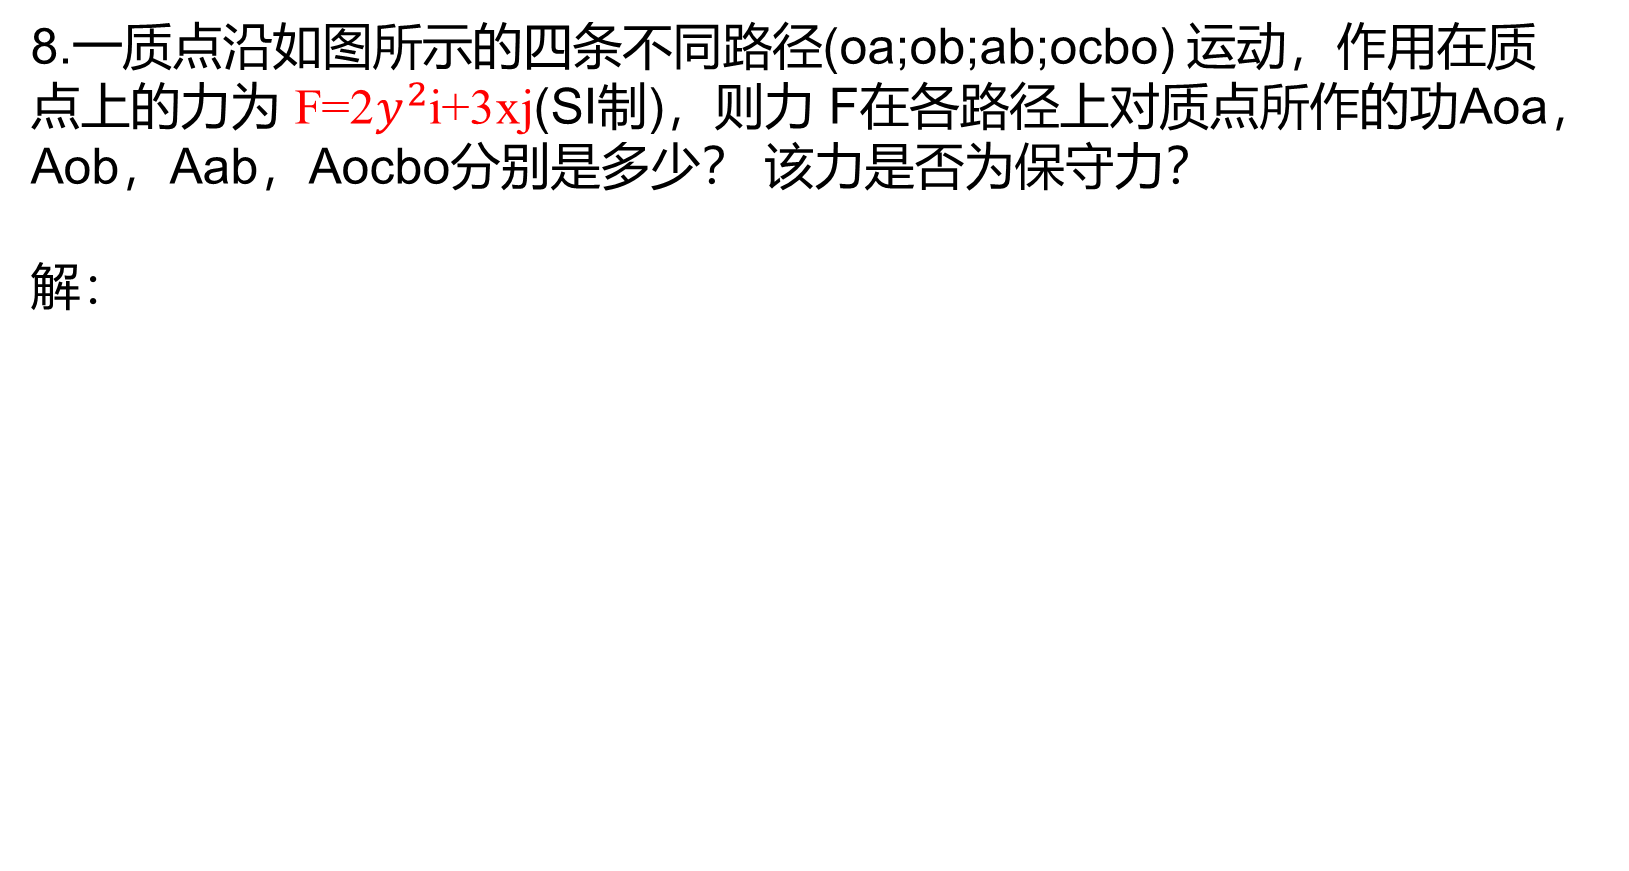 8.一质点沿如图所示的四条不同路径(oa;ob;ab;ocbo) 运动，作用在质
点上的力为 F=2y²i+3xj(SI制)，则力 F在各路径上对质点所作的功Aoa，
Aob，Aab，Aocbo分别是多少？ 该力是否为保守力？
解：